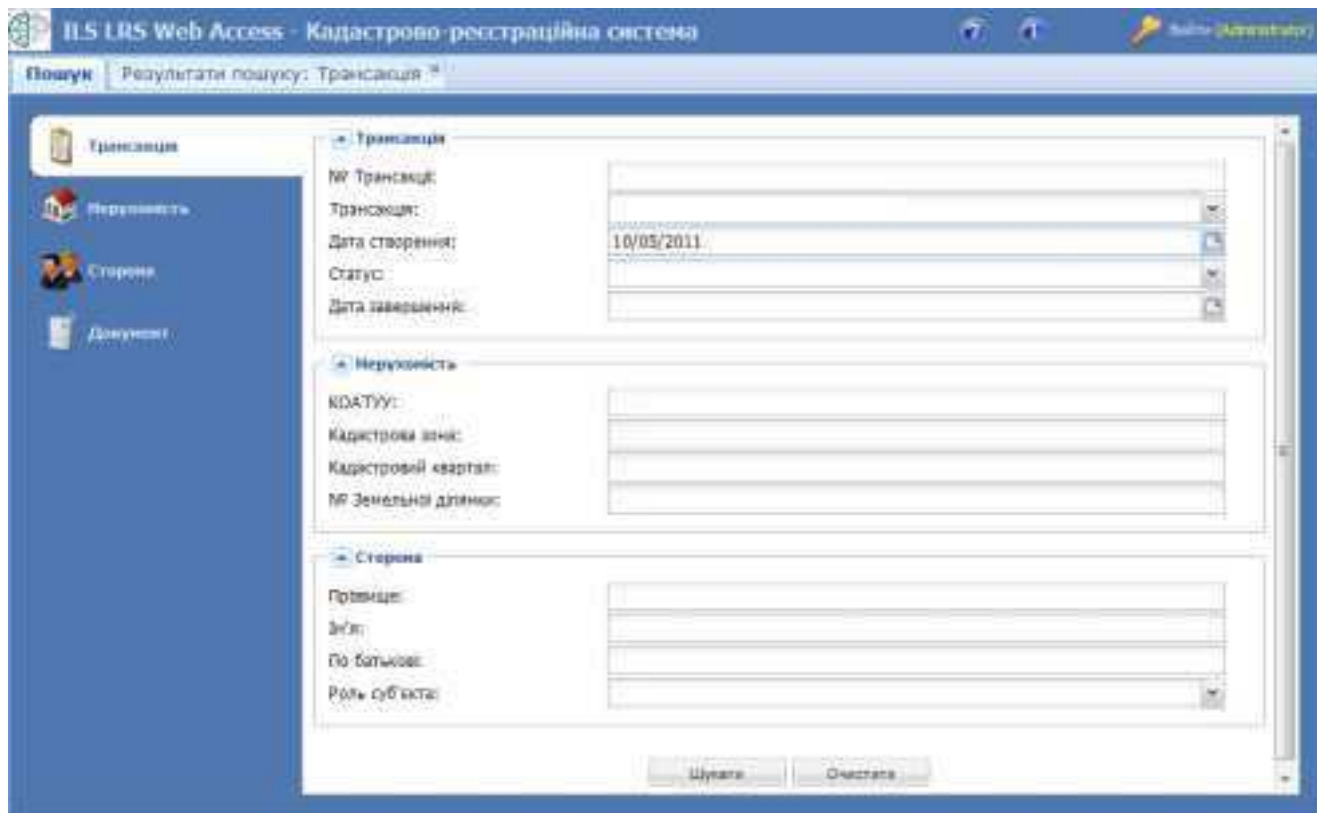 ILS LRS Web Access - Кадастрово-реєстраційна система
(Administrator)
Пошук Результати пошуку: Трансакція
Трансакція
Нерухомість
Сторона
Документ
Трансакція
№ Трансакції:
Трансакція:
Дата створення: 10/05/2011
Статус:
Дата завершення:
Нерухомість
КОАТУУ:
Кадастрова зона:
Кадастровий квартал:
№ Земельної ділянки:
Сторона
Прізвище:
Ім'я:
По батькові:
Роль суб'єкта:
Шукати Очистати